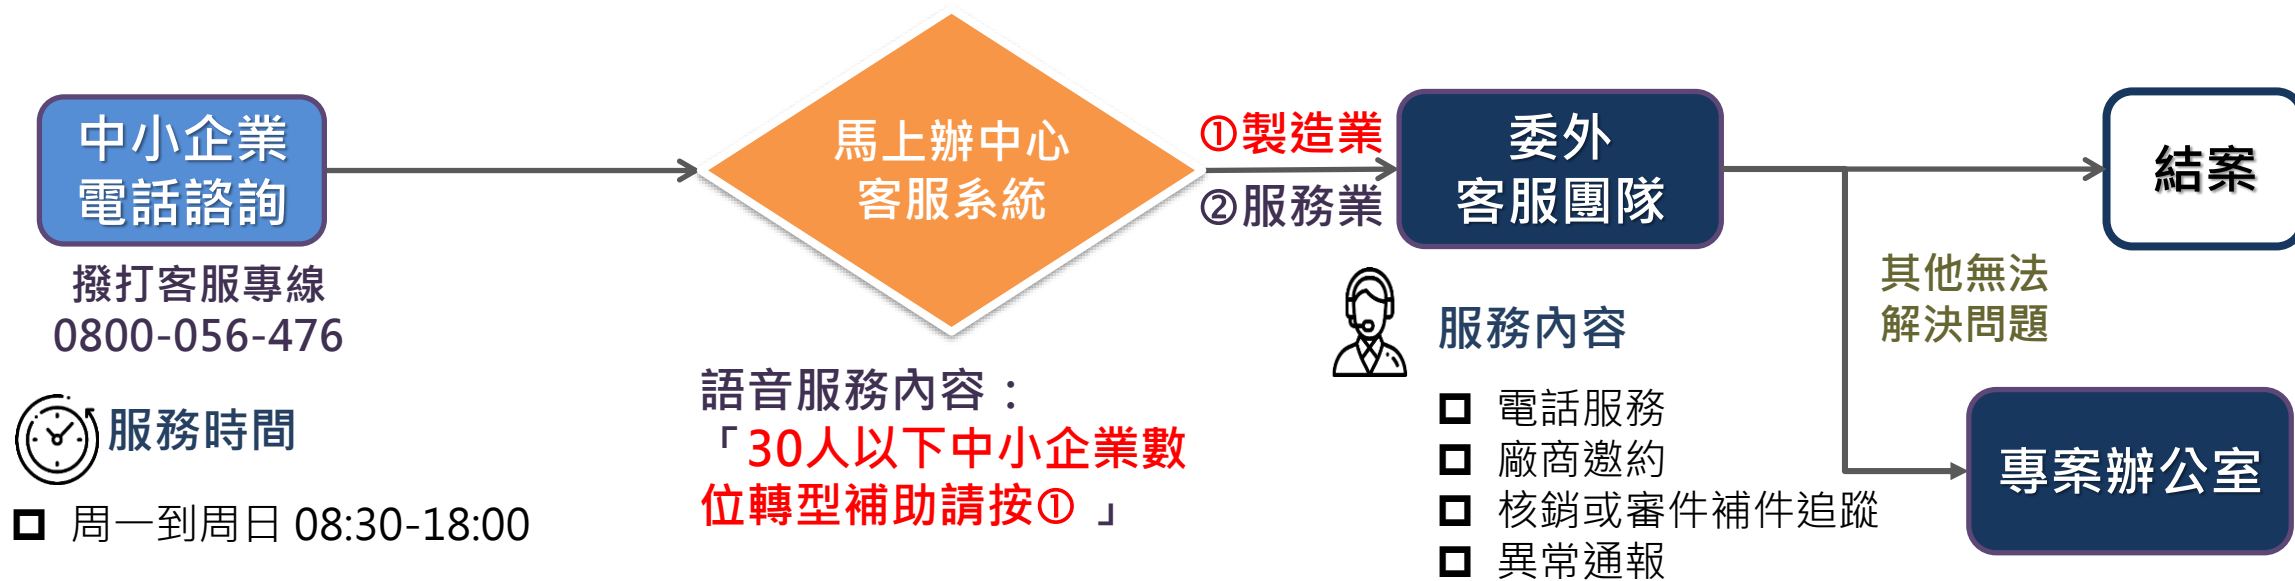 中小企業
電話諮詢
撥打客服專線
0800-056-476
服務時間
周一到周日 08:30-18:00
馬上辦中心
客服系統
語音服務內容：
「30人以下中小企業數
位轉型補助請按① 」
①製造業
②服務業
委外
客服團隊
服務內容
電話服務
廠商邀約
核銷或審件補件追蹤
異常通報
結案
其他無法
解決問題
專案辦公室